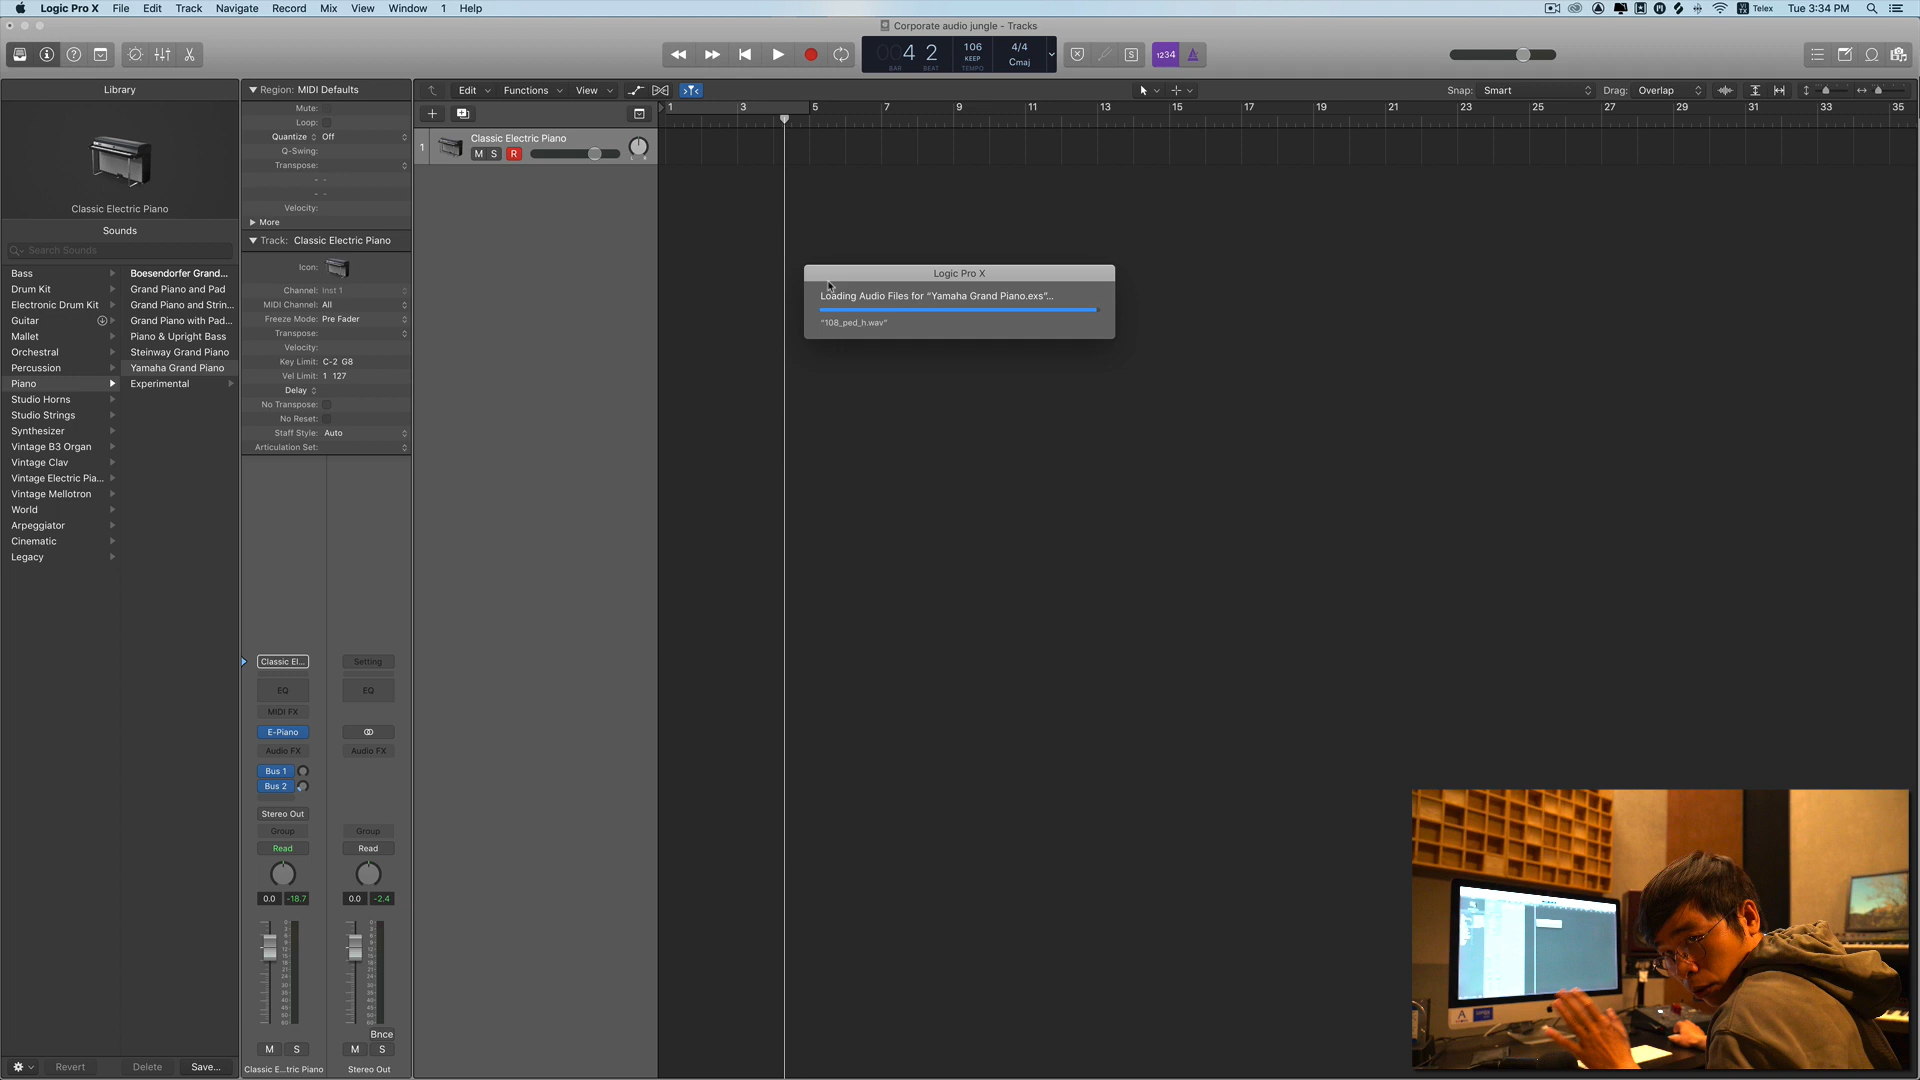 Logic Pro X File Edit Track Navigate Record Mix View Window 1 Help
Telex Tue 3:34 PM
Corporate audio jungle - Tracks
004 2
BAR BEAT
106
KEEP
TEMPO
4/4
Cmaj
1234
Library
Classic Electric Piano
Sounds
Search Sounds
Bass
Drum Kit
Electronic Drum Kit
Guitar
Mallet
Orchestral
Percussion
Piano
Studio Horns
Studio Strings
Synthesizer
Vintage B3 Organ
Vintage Clav
Vintage Electric Pia...
Vintage Mellotron
World
Arpeggiator
Cinematic
Legacy
Boesendorfer Grand...
Grand Piano and Pad
Grand Piano and Strin...
Grand Piano with Pad...
Piano & Upright Bass
Steinway Grand Piano
Yamaha Grand Piano
Experimental
Revert Delete Save...
Region: MIDI Defaults
Mute:
Loop:
Quantize Off
Q-Swing:
Transpose:
- -
- -
Velocity:
More
Track: Classic Electric Piano
Icon:
Channel: Inst 1
MIDI Channel: All
Freeze Mode: Pre Fader
Transpose:
Velocity:
Key Limit: C-2 G8
Vel Limit: 1 127
Delay
No Transpose:
No Reset:
Staff Style: Auto
Articulation Set:
Classic El... Setting
EQ EQ
MIDI FX
E-Piano
Audio FX Audio FX
Bus 1
Bus 2
Stereo Out
Group Group
Read Read
0.0 -18.7 0.0 -2.4
Bnce
M S M S
Classic E...tric Piano Stereo Out
Edit Functions View
Snap: Smart Drag: Overlap
1 3 5 7 9 11 13 15 17 19 21 23 25 27 29 31 33 35
1 Classic Electric Piano
M S R
L R
Logic Pro X
Loading Audio Files for “Yamaha Grand Piano.exs”...
“108_ped_h.wav”